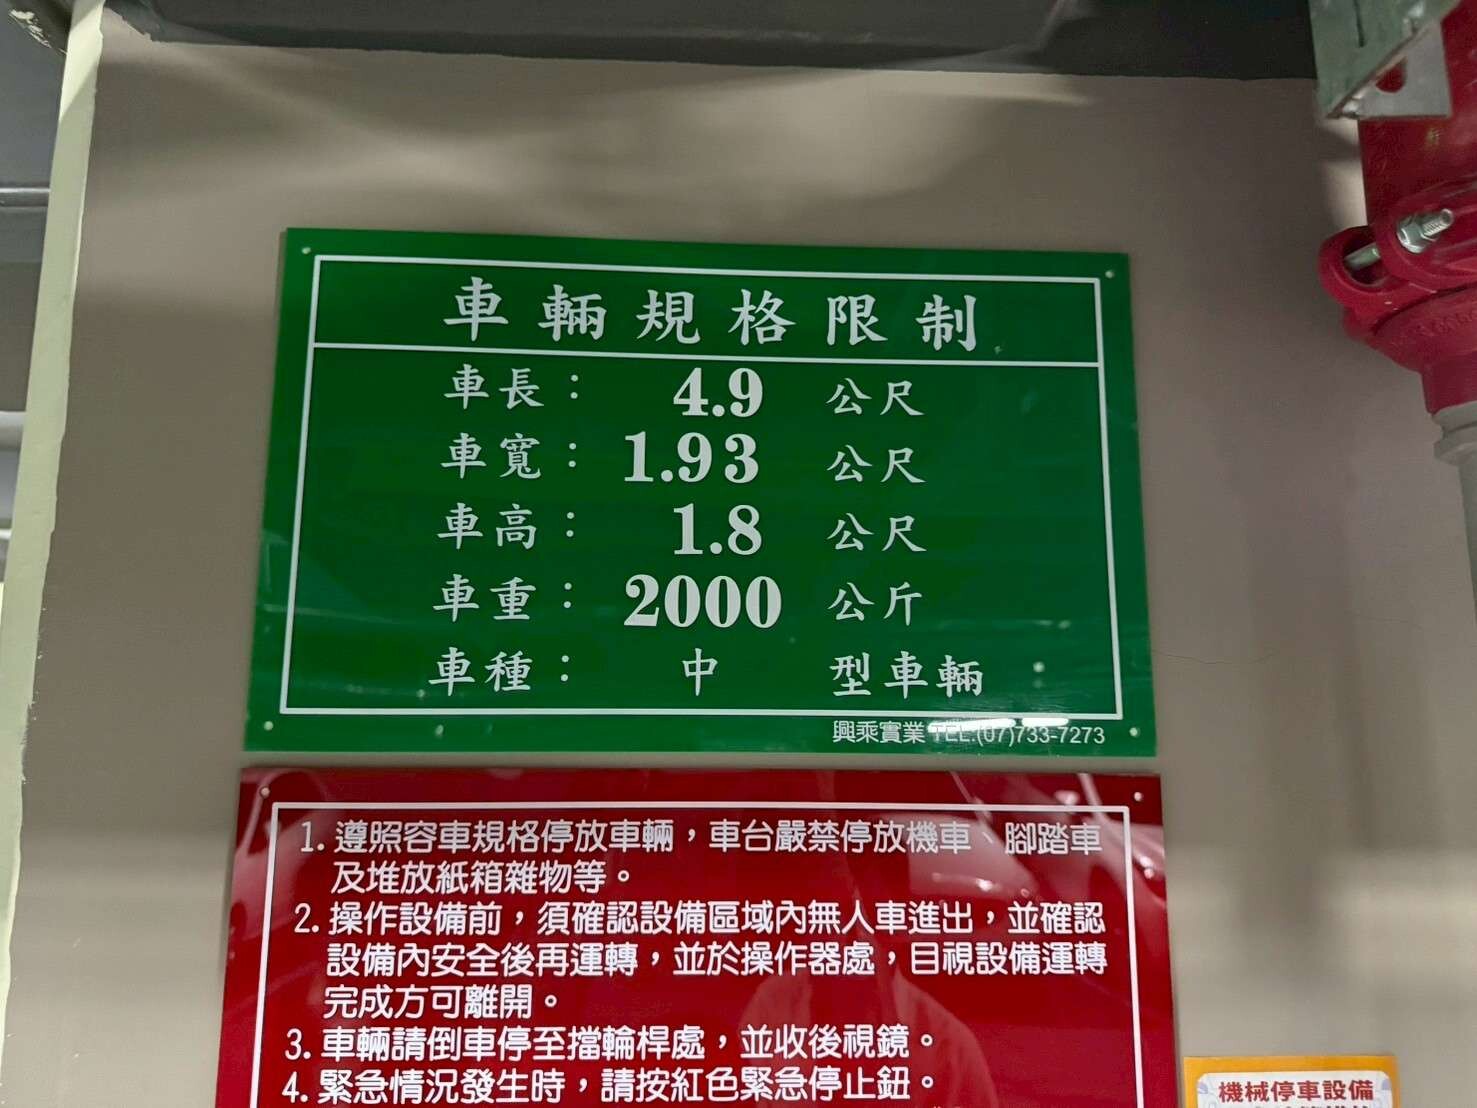 車輛規格限制
車長： 4.9 公尺
車寬： 1.93 公尺
車高： 1.8 公尺
車重： 2000 公斤
車種： 中 型車輛
興乘實業 TEL:(07)733-7273
1. 遵照容車規格停放車輛，車台嚴禁停放機車、腳踏車
及堆放紙箱雜物等。
2. 操作設備前，須確認設備區域內無人車進出，並確認
設備內安全後再運轉，並於操作器處，目視設備運轉
完成方可離開。
3. 車輛請倒車停至擋輪桿處，並收後視鏡。
4. 緊急情況發生時，請按紅色緊急停止鈕。
機械停車設備